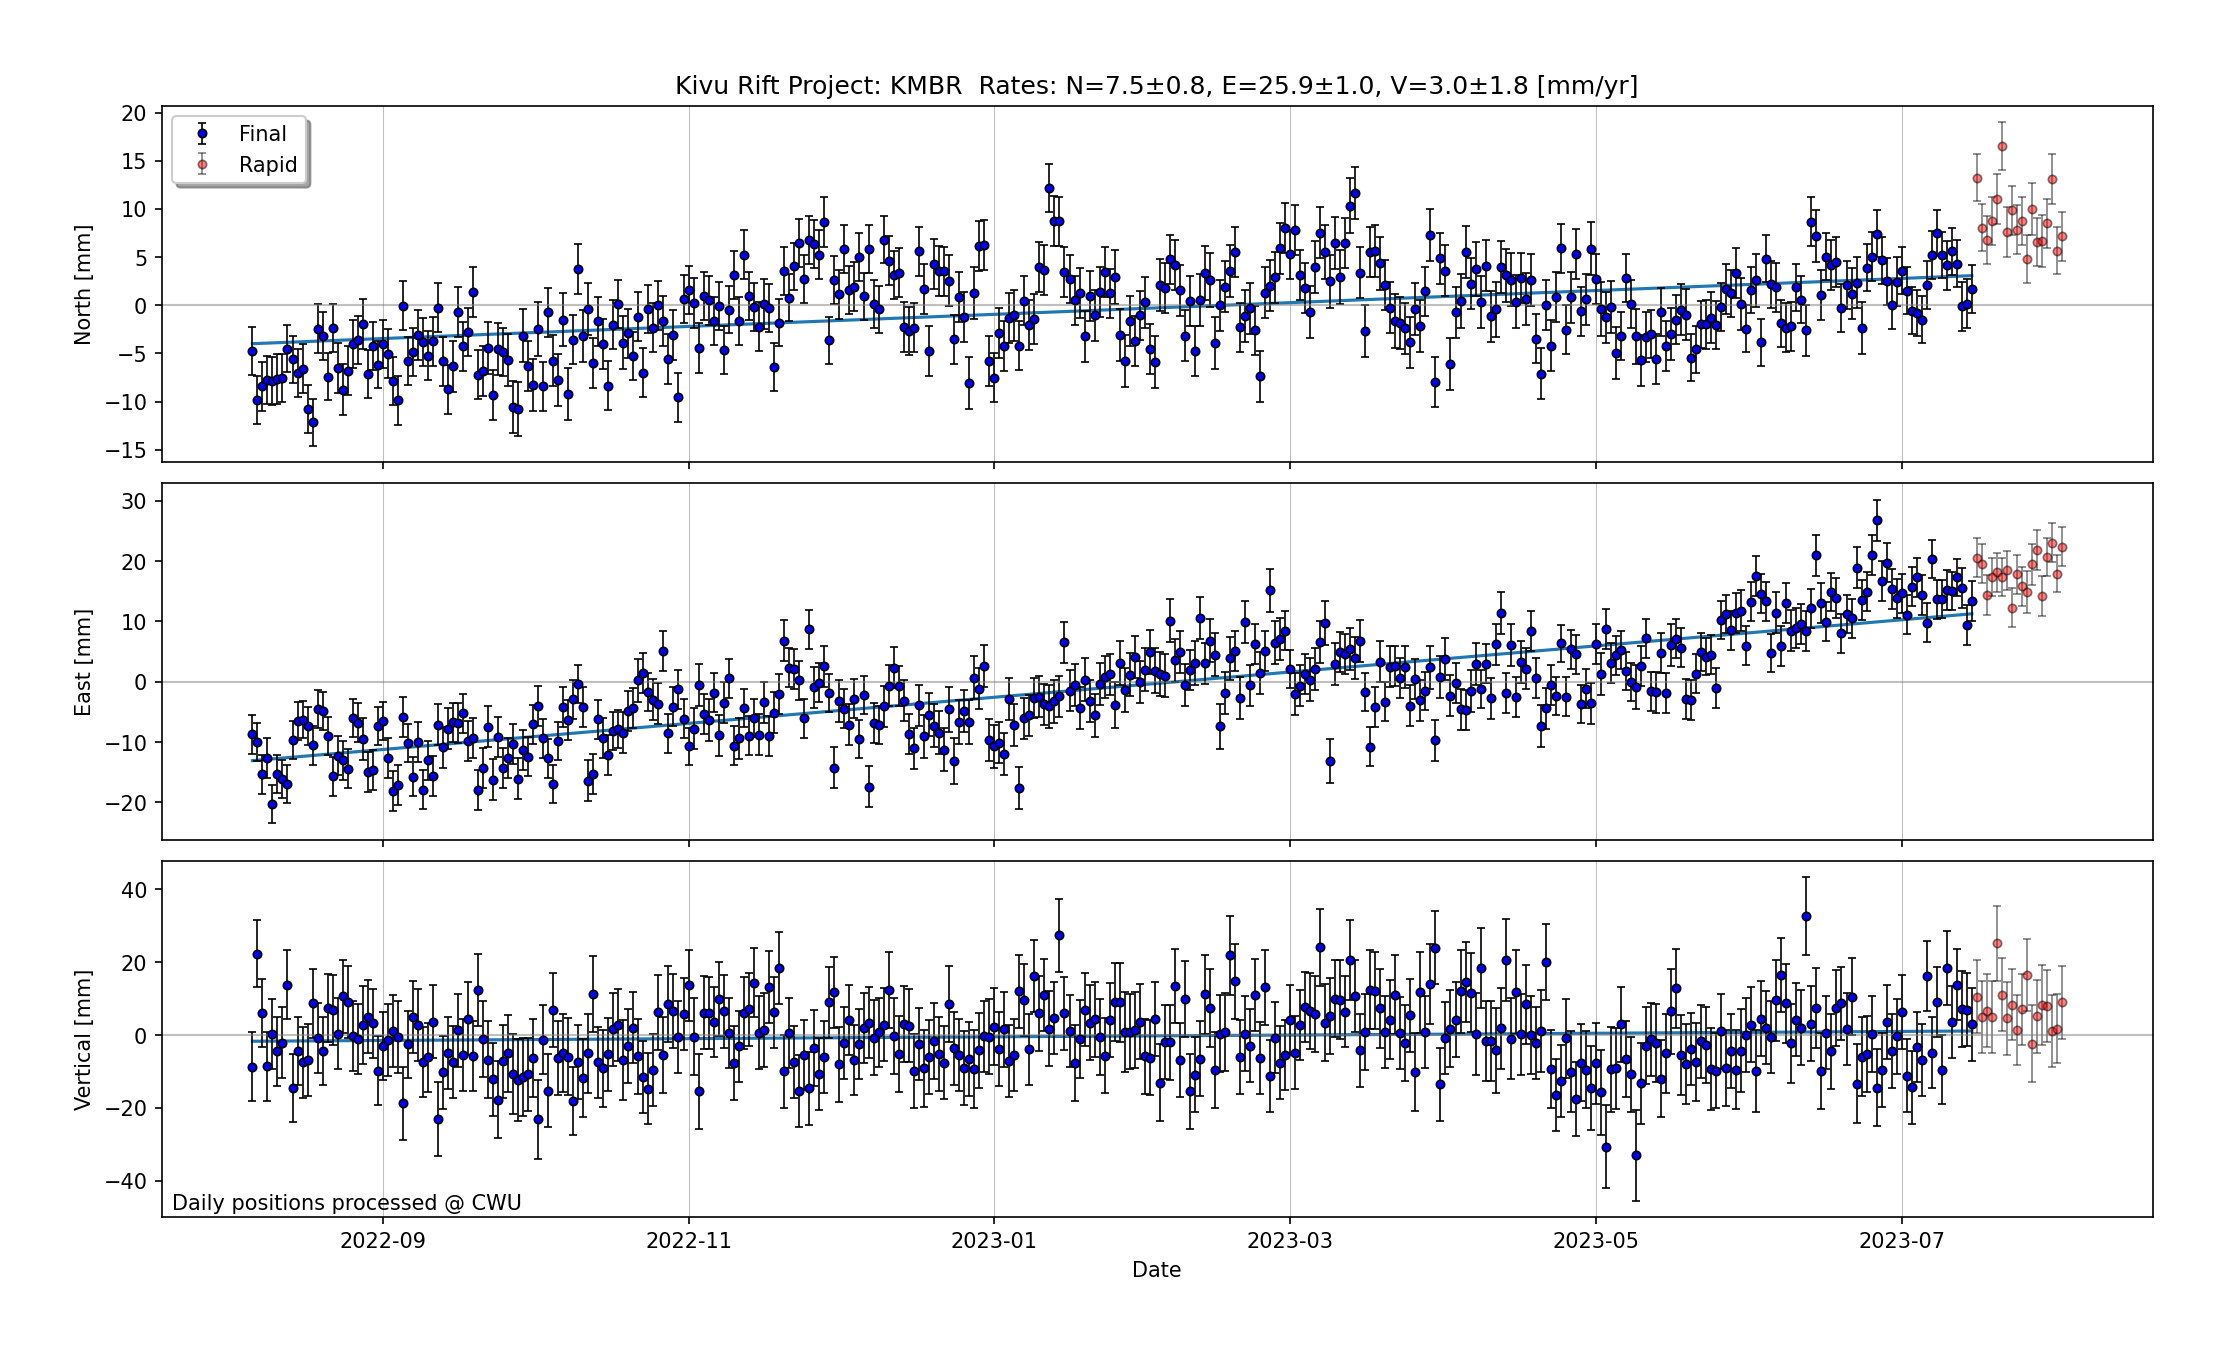 Kivu Rift Project: KMBR  Rates: N=7.5±0.8, E=25.9±1.0, V=3.0±1.8 [mm/yr]
20
15
10
5
0
−5
−10
−15
North [mm]
Final
Rapid
30
20
10
0
−10
−20
East [mm]
40
20
0
−20
−40
Vertical [mm]
Daily positions processed @ CWU
2022-09 2022-11 2023-01 2023-03 2023-05 2023-07
Date